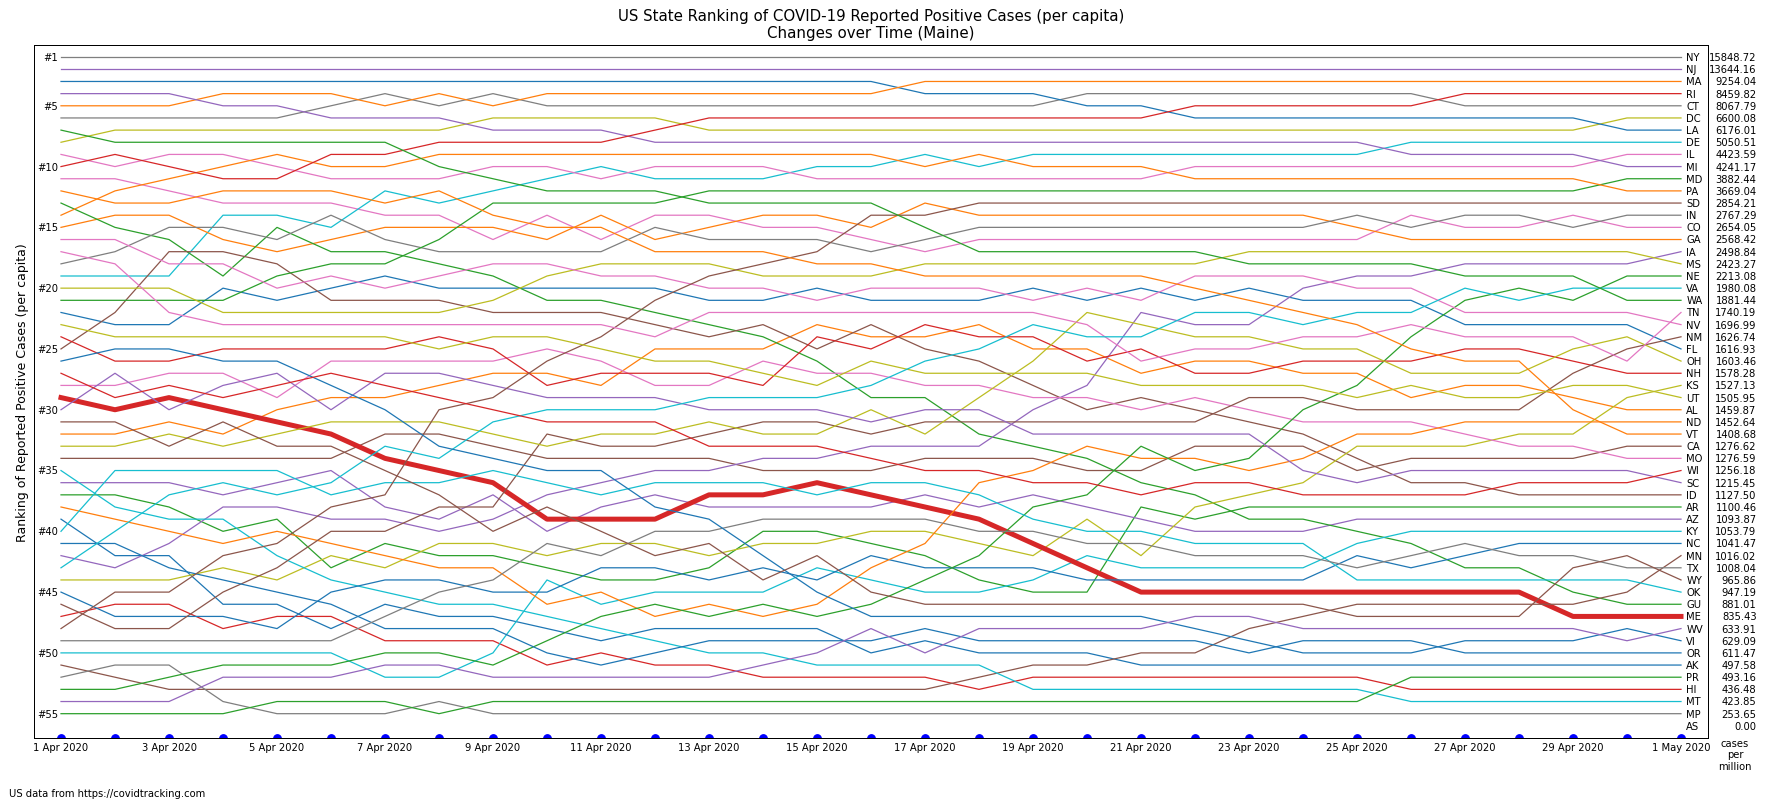 US State Ranking of COVID-19 Reported Positive Cases (per capita)
Changes over Time (Maine)
Ranking of Reported Positive Cases (per capita)
#1
#5
#10
#15
#20
#25
#30
#35
#40
#45
#50
#55
NY 15848.72
NJ 13644.16
MA 9254.04
RI 8459.82
CT 8067.79
DC 6600.08
LA 6176.01
DE 5050.51
IL 4423.59
MI 4241.17
MD 3882.44
PA 3669.04
SD 2854.21
IN 2767.29
CO 2654.05
GA 2568.42
IA 2498.84
MS 2423.27
NE 2213.08
VA 1980.08
WA 1881.44
TN 1740.19
NV 1696.99
NM 1626.74
FL 1616.93
OH 1603.46
NH 1578.28
KS 1527.13
UT 1505.95
AL 1459.87
ND 1452.64
VT 1408.68
CA 1276.62
MO 1276.59
WI 1256.18
SC 1215.45
ID 1127.50
AR 1100.46
AZ 1093.87
KY 1053.79
NC 1041.47
MN 1016.02
TX 1008.04
WY 965.86
OK 947.19
GU 881.01
ME 835.43
WV 633.91
VI 629.09
OR 611.47
AK 497.58
PR 493.16
HI 436.48
MT 423.85
MP 253.65
AS 0.00
1 Apr 2020 3 Apr 2020 5 Apr 2020 7 Apr 2020 9 Apr 2020 11 Apr 2020 13 Apr 2020 15 Apr 2020 17 Apr 2020 19 Apr 2020 21 Apr 2020 23 Apr 2020 25 Apr 2020 27 Apr 2020 29 Apr 2020 1 May 2020
cases
per
million
US data from https://covidtracking.com